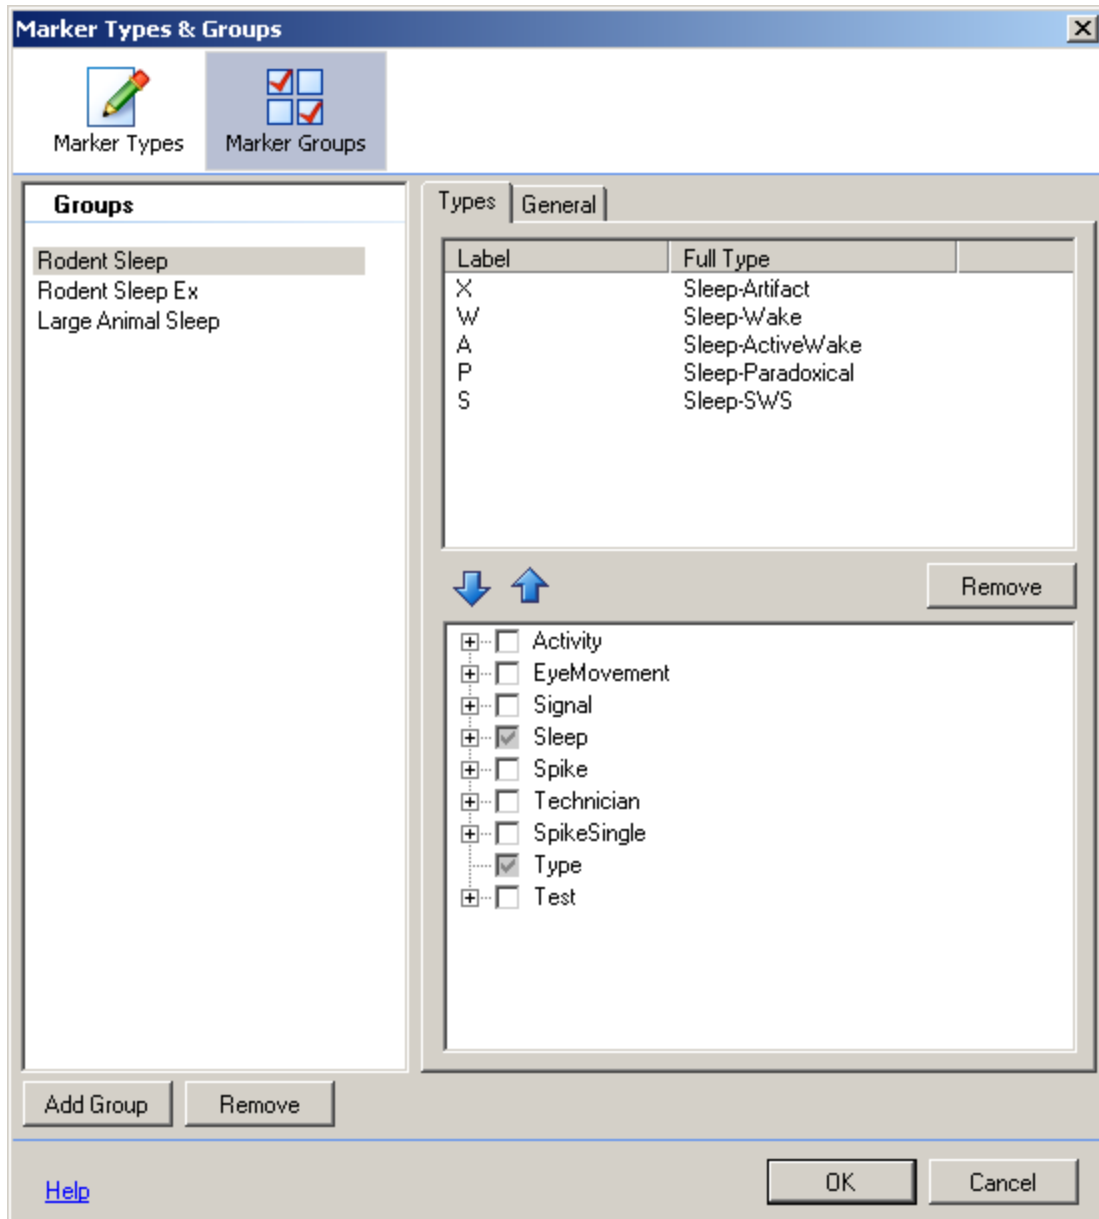 Marker Types & Groups
Marker Types
Marker Groups
Groups
Rodent Sleep
Rodent Sleep Ex
Large Animal Sleep
Types
General
Label Full Type
X Sleep-Artifact
W Sleep-Wake
A Sleep-ActiveWake
P Sleep-Paradoxical
S Sleep-SWS
Remove
Activity
EyeMovement
Signal
Sleep
Spike
Technician
SpikeSingle
Type
Test
Add Group
Remove
Help
OK
Cancel